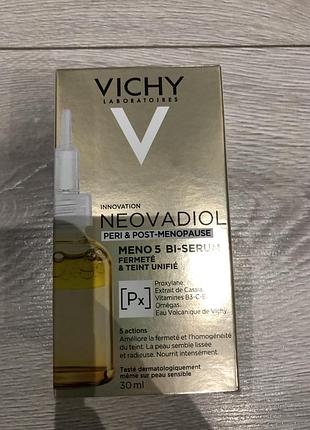 VICHY
LABORATOIRES
INNOVATION
NEOVADIOL
PERI & POST-MENOPAUSE
MENO 5 BI-SERUM
FERMETÉ
& TEINT UNIFIÉ
[Px]
Proxylane,
Extrait de Cassia,
Vitamines B3-C-E,
Omégas,
Eau Volcanique de Vichy.
5 actions
Améliore la fermeté et l'homogénéité
du teint. La peau semble lissée
et radieuse. Nourrit intensément.
Testé dermatologiquement
même sur peau sensible
30 ml